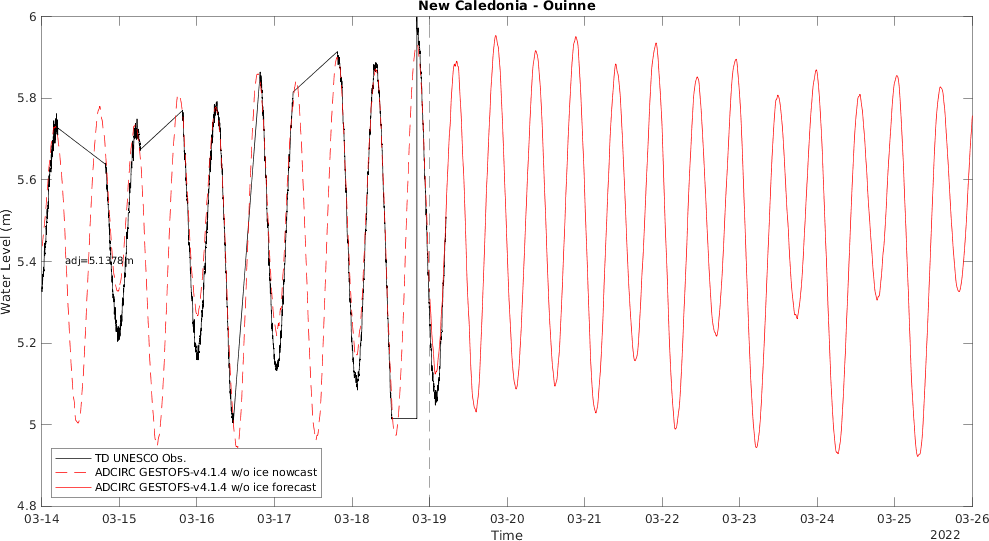 New Caledonia - Ouinne
Water Level (m)
6
5.8
5.6
5.4
5.2
5
4.8
adj=5.1378m
TD UNESCO Obs.
ADCIRC GESTOFS-v4.1.4 w/o ice nowcast
ADCIRC GESTOFS-v4.1.4 w/o ice forecast
03-14 03-15 03-16 03-17 03-18 03-19 03-20 03-21 03-22 03-23 03-24 03-25 03-26
Time
2022